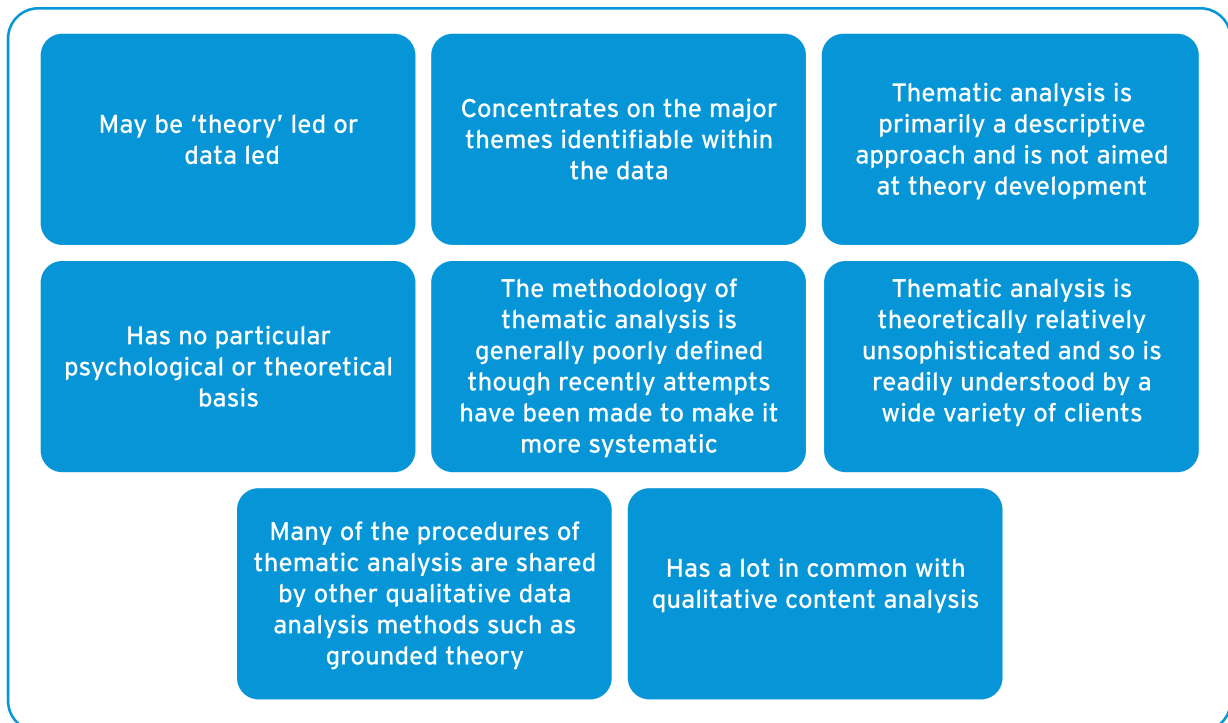 May be ‘theory’ led or
data led
Concentrates on the major
themes identifiable within
the data
Thematic analysis is
primarily a descriptive
approach and is not aimed
at theory development
Has no particular
psychological or theoretical
basis
The methodology of
thematic analysis is
generally poorly defined
though recently attempts
have been made to make it
more systematic
Thematic analysis is
theoretically relatively
unsophisticated and so is
readily understood by a
wide variety of clients
Many of the procedures of
thematic analysis are shared
by other qualitative data
analysis methods such as
grounded theory
Has a lot in common with
qualitative content analysis